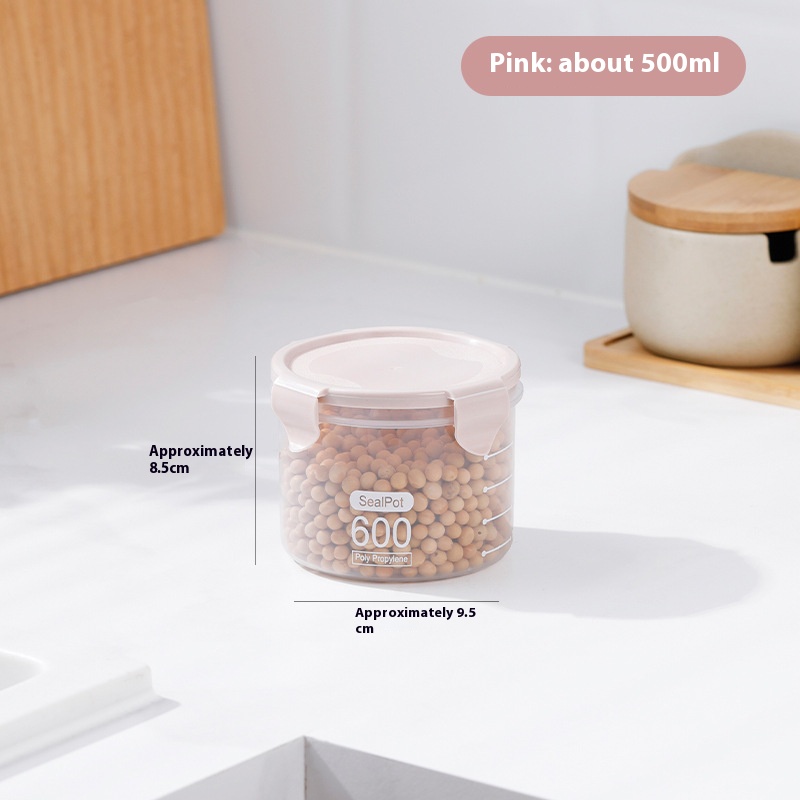 Pink: about 500ml
Approximately
8.5cm
SealPot
600
Poly Propylene
Approximately 9.5
cm